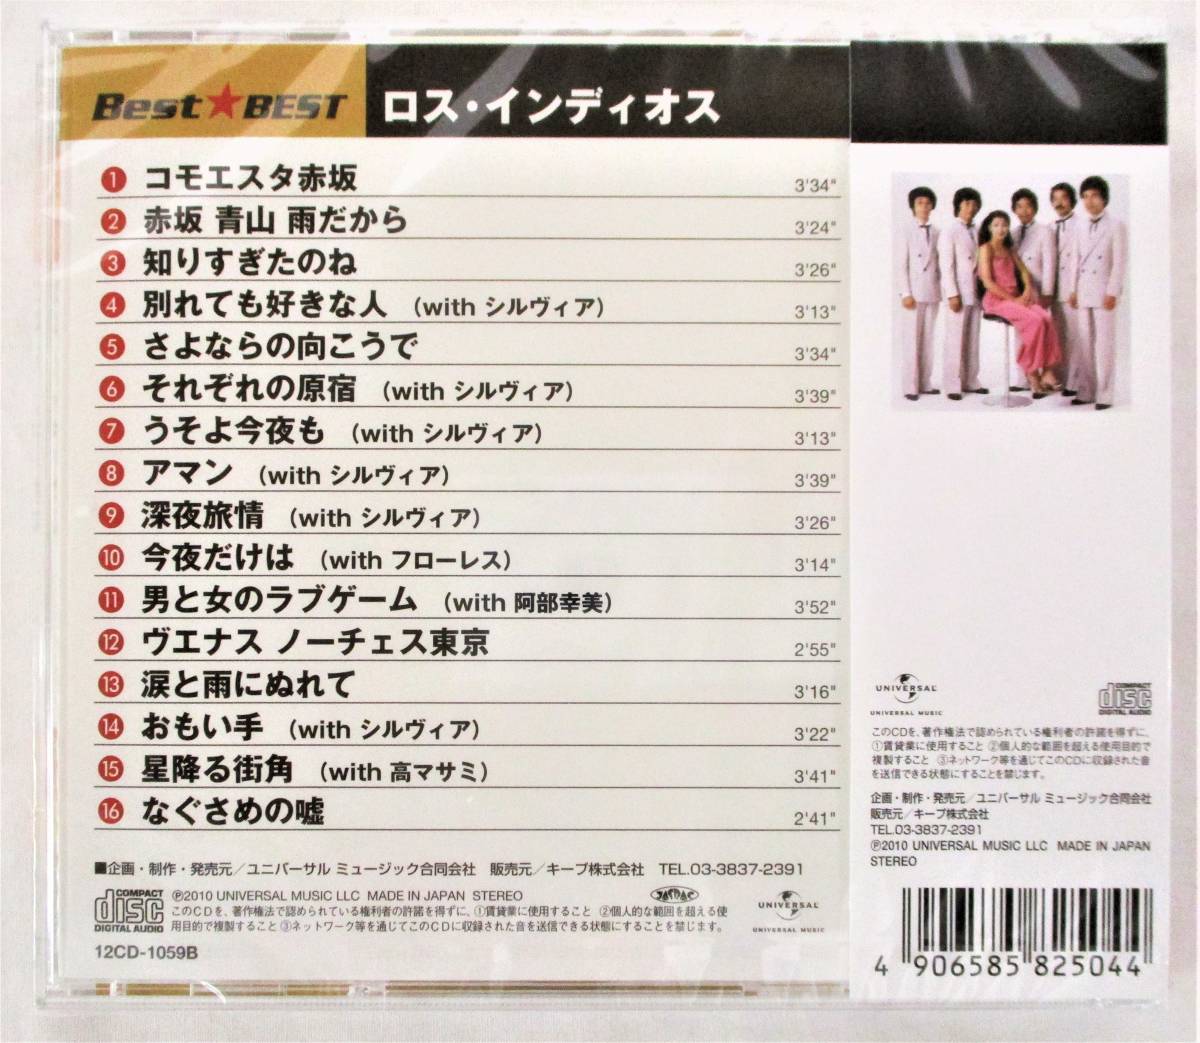 Best★BEST ロス・インディオス
1 コモエスタ赤坂 3'34"
2 赤坂 青山 雨だから 3'24"
3 知りすぎたのね 3'26"
4 別れても好きな人 (with シルヴィア) 3'13"
5 さよならの向こうで 3'34"
6 それぞれの原宿 (with シルヴィア) 3'39"
7 うそよ今夜も (with シルヴィア) 3'13"
8 アマン (with シルヴィア) 3'39"
9 深夜旅情 (with シルヴィア) 3'26"
10 今夜だけは (with フローレス) 3'14"
11 男と女のラブゲーム (with 阿部幸美) 3'52"
12 ヴエナス ノーチェス東京 2'55"
13 涙と雨にぬれて 3'16"
14 おもい手 (with シルヴィア) 3'22"
15 星降る街角 (with 高マサミ) 3'41"
16 なぐさめの嘘 2'41"
■企画・制作・発売元／ユニバーサル ミュージック合同会社 販売元／キープ株式会社 TEL.03-3837-2391
COMPACT disc DIGITAL AUDIO
℗2010 UNIVERSAL MUSIC LLC MADE IN JAPAN STEREO
JASRAC
このCDを、著作権法で認められている権利者の許諾を得ずに、①賃貸業に使用すること ②個人的な範囲を超える使
用目的で複製すること ③ネットワーク等を通じてこのCDに収録された音を送信できる状態にすることを禁じます。
UNIVERSAL
UNIVERSAL MUSIC
12CD-1059B
UNIVERSAL
UNIVERSAL MUSIC
COMPACT disc DIGITAL AUDIO
このCDを、著作権法で認められている権利者の許諾を得ずに、
①賃貸業に使用すること ②個人的な範囲を超える使用目的で
複製すること ③ネットワーク等を通じてこのCDに収録された音
を送信できる状態にすることを禁じます。
企画・制作・発売元／ユニバーサル ミュージック合同会社
販売元／キープ株式会社
TEL.03-3837-2391
℗2010 UNIVERSAL MUSIC LLC MADE IN JAPAN
STEREO
4 906585 825044